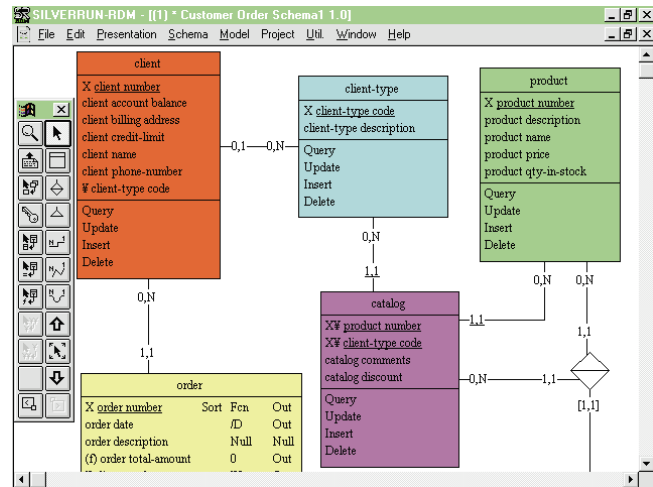 SILVERRUN-RDM - [(1) * Customer Order Schema1 1.0]
File Edit Presentation Schema Model Project Util. Window Help
client
X client number
client account balance
client billing address
client credit-limit
client name
client phone-number
¥ client-type code
Query
Update
Insert
Delete
0,1
0,N
client-type
X client-type code
client-type description
Query
Update
Insert
Delete
product
X product number
product description
product name
product price
product qty-in-stock
Query
Update
Insert
Delete
0,N
1,1
0,N
1,1
0,N
0,N
1,1
1,1
catalog
X¥ product number
X¥ client-type code
catalog comments
catalog discount
Query
Update
Insert
Delete
0,N
1,1
[1,1]
order
X order number Sort Fcn Out
order date /D Out
order description Null Null
(f) order total-amount 0 Out